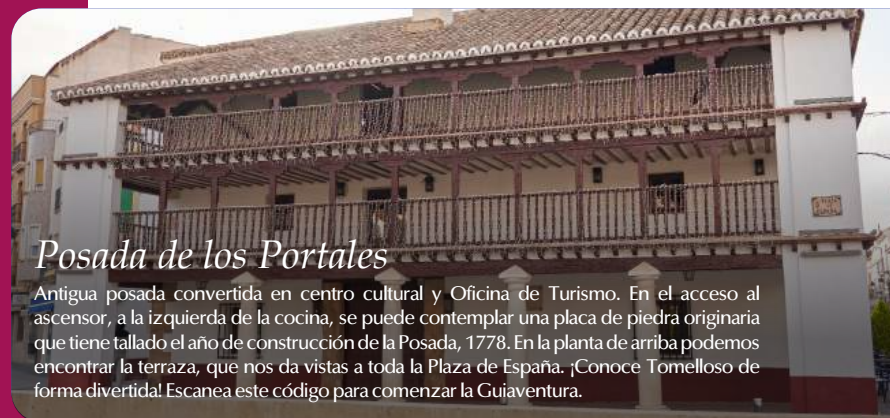 Posada de los Portales
Antigua posada convertida en centro cultural y Oficina de Turismo. En el acceso al
ascensor, a la izquierda de la cocina, se puede contemplar una placa de piedra originaria
que tiene tallado el año de construcción de la Posada, 1778. En la planta de arriba podemos
encontrar la terraza, que nos da vistas a toda la Plaza de España. ¡Conoce Tomelloso de
forma divertida! Escanea este código para comenzar la Guiaventura.